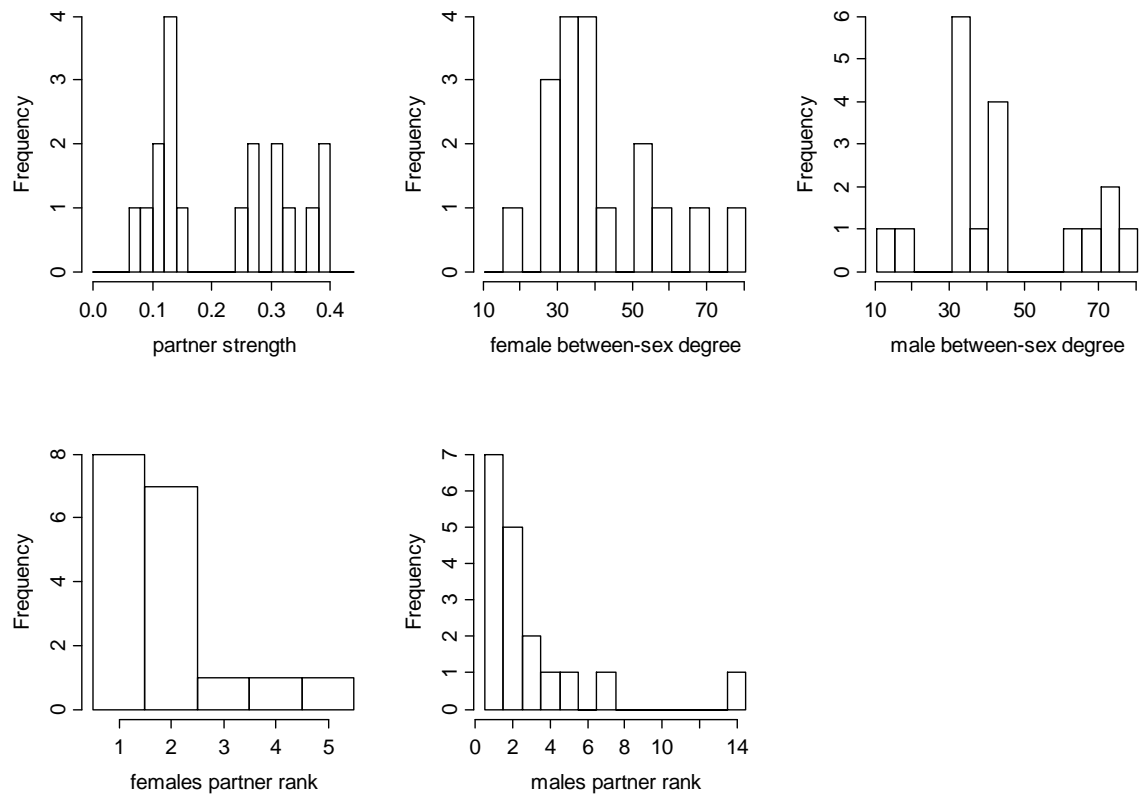 Frequency
0 1 2 3 4
0.0 0.1 0.2 0.3 0.4
partner strength
Frequency
0 1 2 3 4
10 30 50 70
female between-sex degree
Frequency
0 1 2 3 4 5 6
10 30 50 70
male between-sex degree
Frequency
0 2 4 6 8
1 2 3 4 5
females partner rank
Frequency
0 1 2 3 4 5 6 7
0 2 4 6 8 10 14
males partner rank